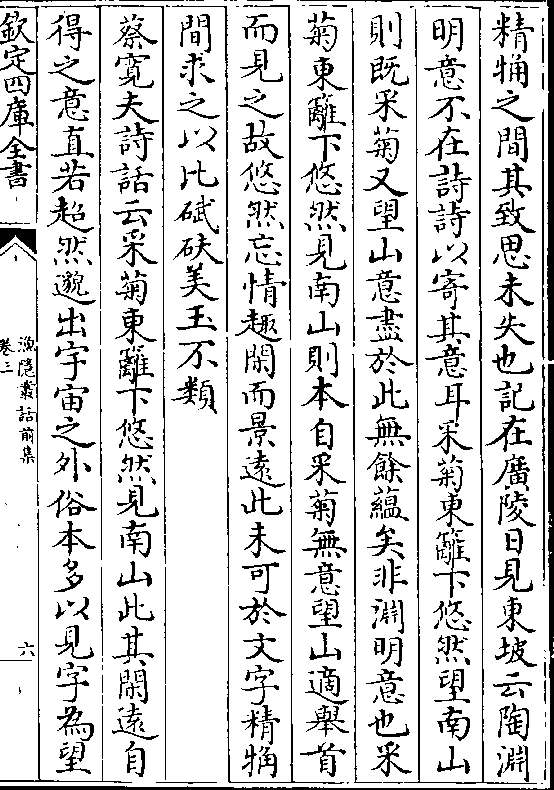 精觕之間其致思未失也記在廣陵日見東坡云陶淵
明意不在詩詩以寄其意耳采菊東籬下悠然望南山
則既采菊又望山意盡於此無餘蘊矣非淵明意也采
菊東籬下悠然見南山則本自采菊無意望山適舉首
而見之故悠然忘情趣閑而景遠此未可於文字精觕
間求之以比碔砆美玉不類
蔡寛夫詩話云采菊東籬下悠然見南山此其閑遠自
得之意直若超然邈出宇宙之外俗本多以見字為望
欽定四庫全書
漁隱叢話前集
卷三
六